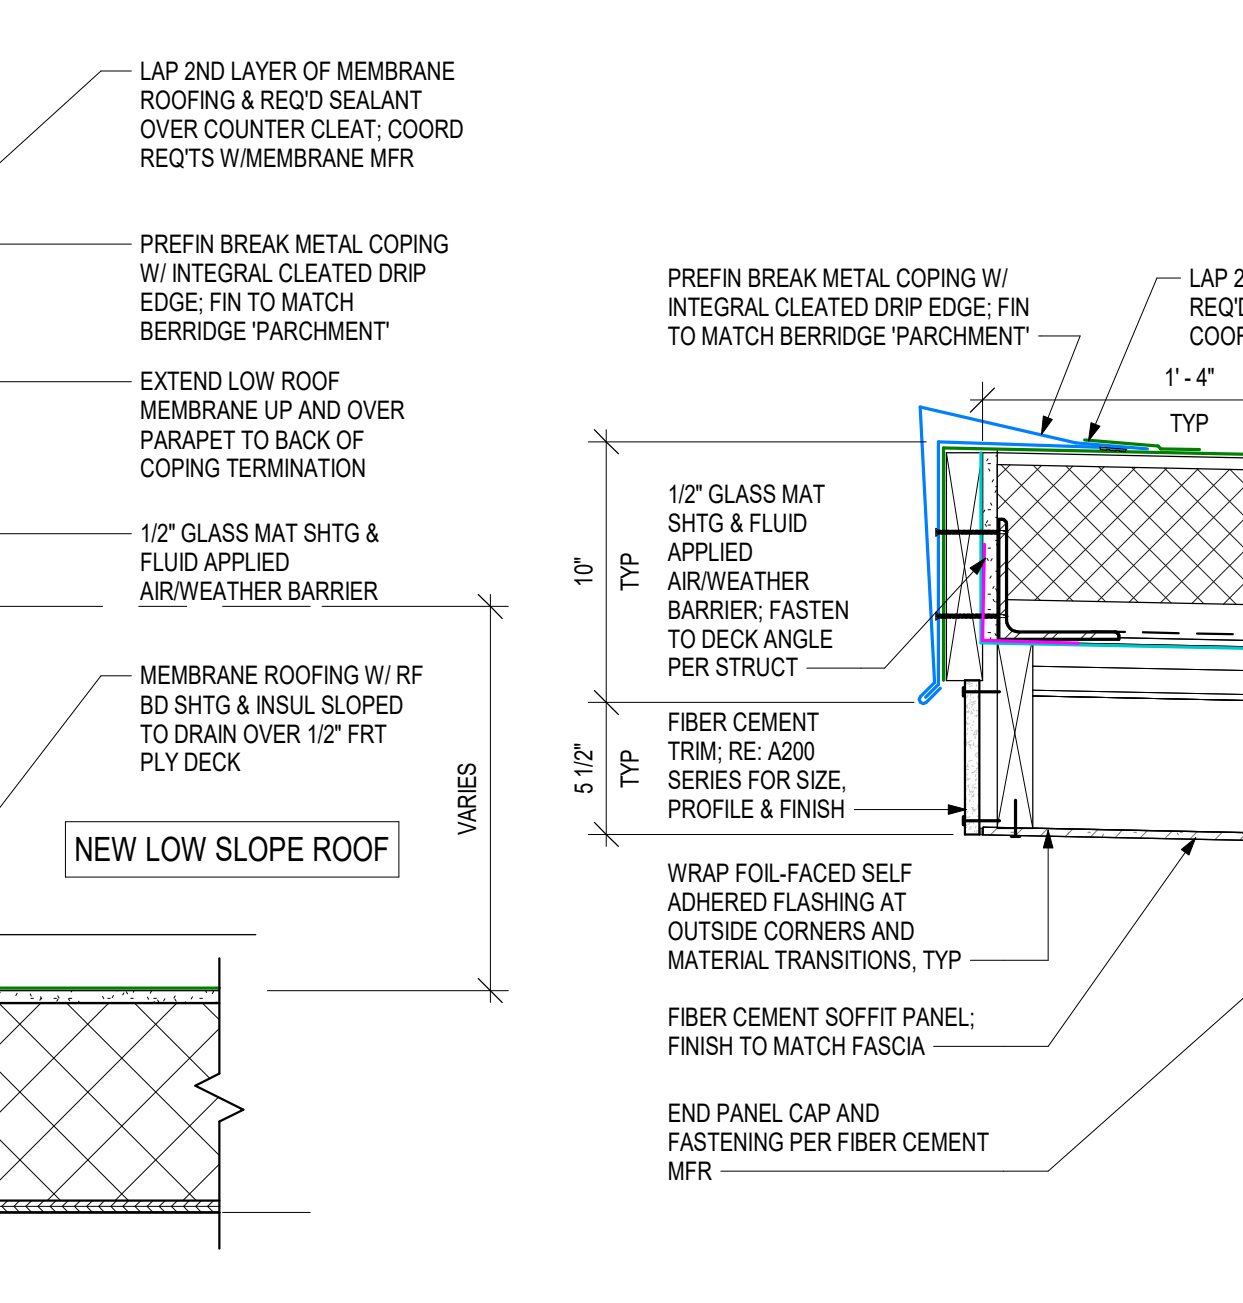 LAP 2ND LAYER OF MEMBRANE
ROOFING & REQ'D SEALANT
OVER COUNTER CLEAT; COORD
REQ'TS W/MEMBRANE MFR
PREFIN BREAK METAL COPING
W/ INTEGRAL CLEATED DRIP
EDGE; FIN TO MATCH
BERRIDGE 'PARCHMENT'
EXTEND LOW ROOF
MEMBRANE UP AND OVER
PARAPET TO BACK OF
COPING TERMINATION
1/2" GLASS MAT SHTG &
FLUID APPLIED
AIR/WEATHER BARRIER
MEMBRANE ROOFING W/ RF
BD SHTG & INSUL SLOPED
TO DRAIN OVER 1/2" FRT
PLY DECK
VARIES
NEW LOW SLOPE ROOF
PREFIN BREAK METAL COPING W/
INTEGRAL CLEATED DRIP EDGE; FIN
TO MATCH BERRIDGE 'PARCHMENT'
LAP 2
REQ'D
COOR
1' - 4"
TYP
10"
TYP
1/2" GLASS MAT
SHTG & FLUID
APPLIED
AIR/WEATHER
BARRIER; FASTEN
TO DECK ANGLE
PER STRUCT
5 1/2"
TYP
FIBER CEMENT
TRIM; RE: A200
SERIES FOR SIZE,
PROFILE & FINISH
WRAP FOIL-FACED SELF
ADHERED FLASHING AT
OUTSIDE CORNERS AND
MATERIAL TRANSITIONS, TYP
FIBER CEMENT SOFFIT PANEL;
FINISH TO MATCH FASCIA
END PANEL CAP AND
FASTENING PER FIBER CEMENT
MFR